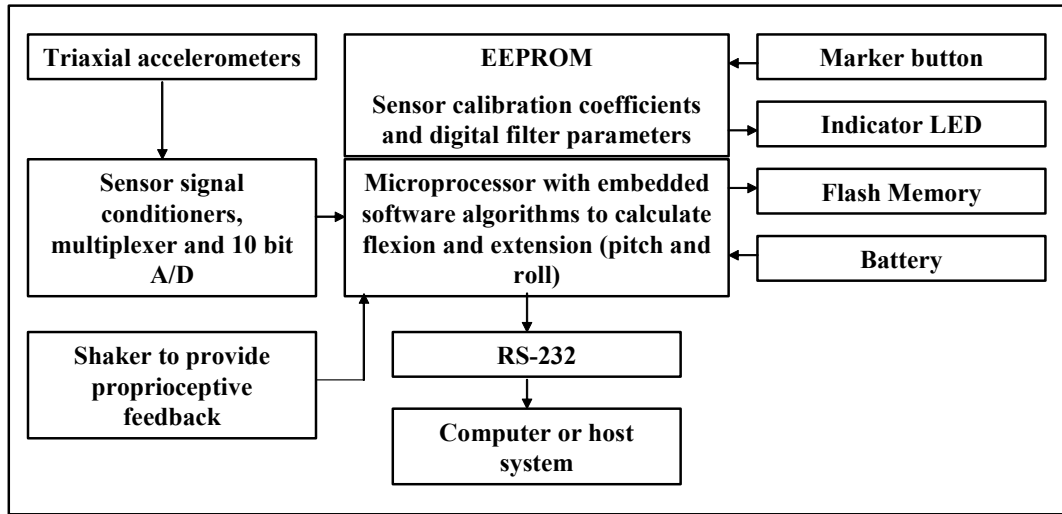 Triaxial accelerometers
Sensor signal
conditioners,
multiplexer and 10 bit
A/D
Shaker to provide
proprioceptive
feedback
EEPROM
Sensor calibration coefficients
and digital filter parameters
Microprocessor with embedded
software algorithms to calculate
flexion and extension (pitch and
roll)
RS-232
Computer or host
system
Marker button
Indicator LED
Flash Memory
Battery